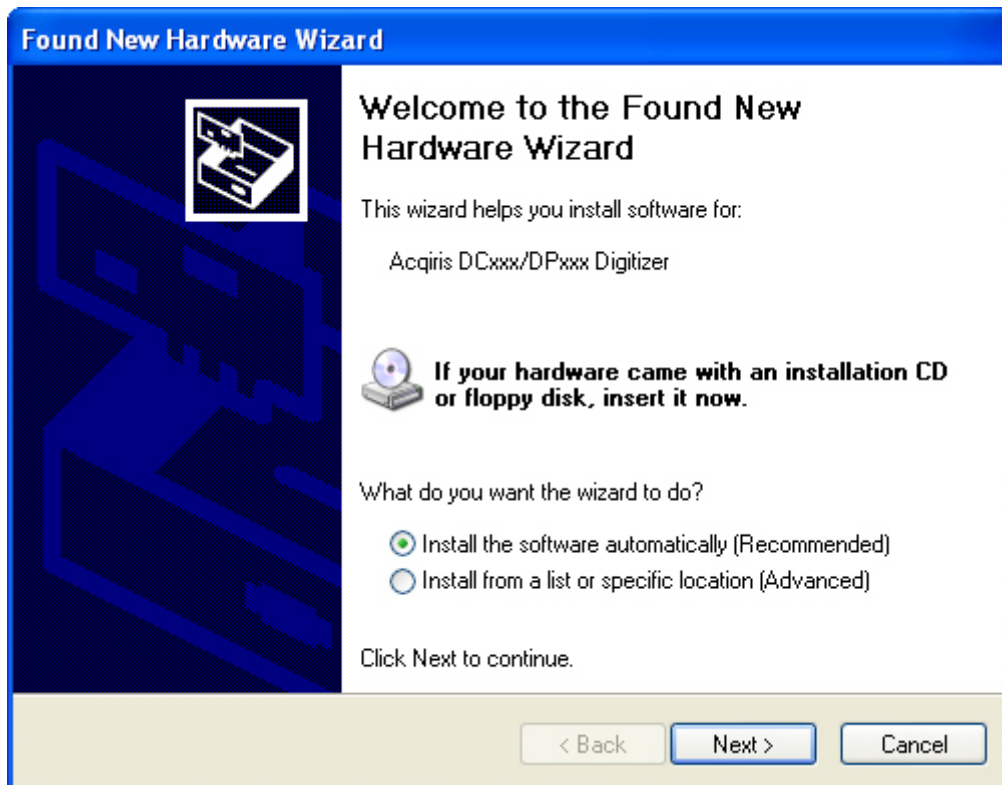 Found New Hardware Wizard
Welcome to the Found New
Hardware Wizard
This wizard helps you install software for:
Acqiris DCxxx/DPxxx Digitizer
If your hardware came with an installation CD
or floppy disk, insert it now.
What do you want the wizard to do?
Install the software automatically (Recommended)
Install from a list or specific location (Advanced)
Click Next to continue.
< Back
Next >
Cancel